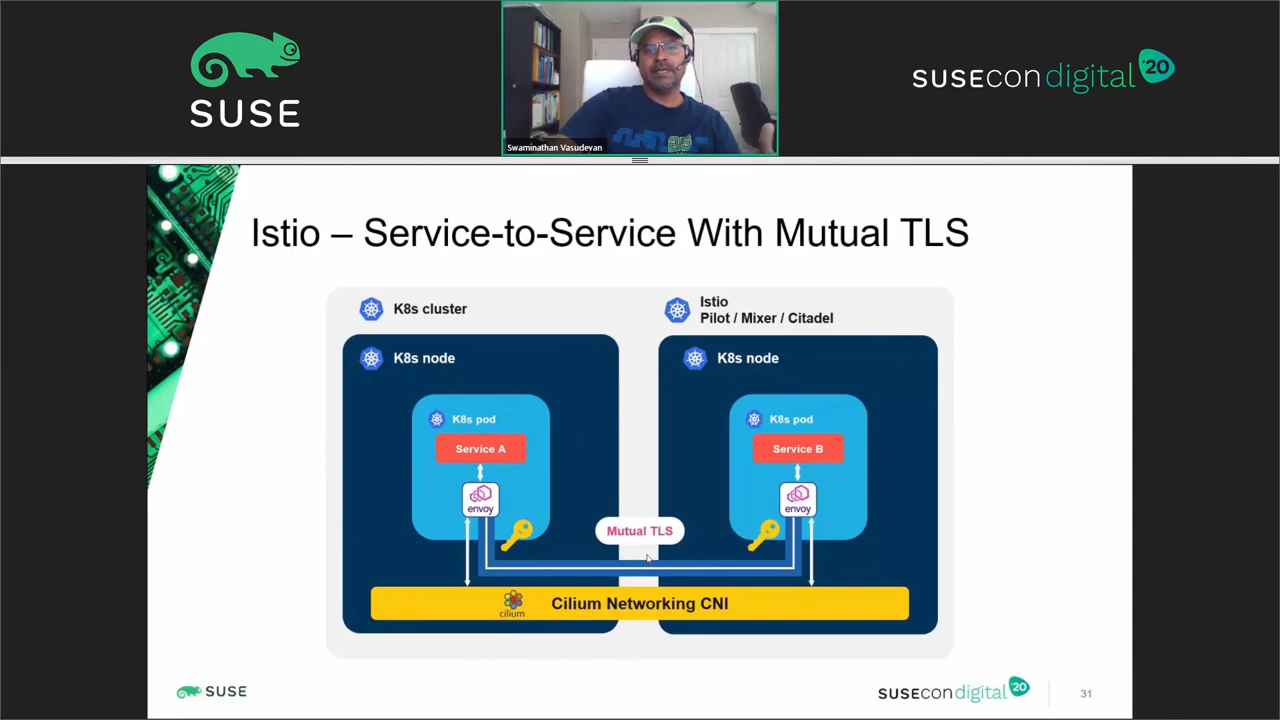 SUSE
Swaminathan Vasudevan
SUSEcon digital '20
Istio – Service-to-Service With Mutual TLS
K8s cluster
Istio
Pilot / Mixer / Citadel
K8s node
K8s node
K8s pod
K8s pod
Service A
Service B
envoy
envoy
Mutual TLS
cilium
Cilium Networking CNI
SUSE
SUSEcon digital '20
31